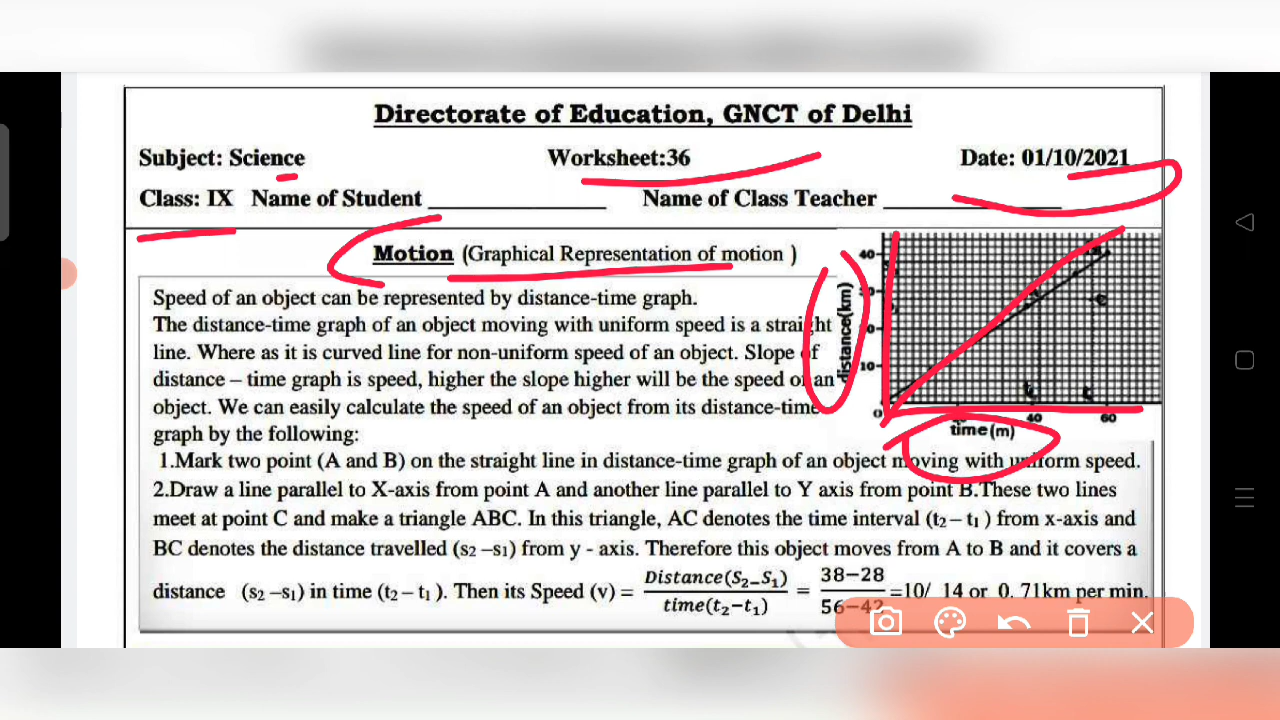 Directorate of Education, GNCT of Delhi
Subject: Science Worksheet:36 Date: 01/10/2021
Class: IX Name of Student ________________ Name of Class Teacher ________________
Motion (Graphical Representation of motion )
Speed of an object can be represented by distance-time graph.
The distance-time graph of an object moving with uniform speed is a straight
line. Where as it is curved line for non-uniform speed of an object. Slope of
distance – time graph is speed, higher the slope higher will be the speed of an
object. We can easily calculate the speed of an object from its distance-time
graph by the following:
distance(km)
40
10
0
40
60
time(m)
1.Mark two point (A and B) on the straight line in distance-time graph of an object moving with uniform speed.
2.Draw a line parallel to X-axis from point A and another line parallel to Y axis from point B.These two lines
meet at point C and make a triangle ABC. In this triangle, AC denotes the time interval (t2 – t1 ) from x-axis and
BC denotes the distance travelled (s2 –s1) from y - axis. Therefore this object moves from A to B and it covers a
distance (s2 –s1) in time (t2 – t1 ). Then its Speed (v) = Distance(S2_S1) / time(t2–t1) = 38–28 / 56–42 =10/ 14 or 0. 71km per min.